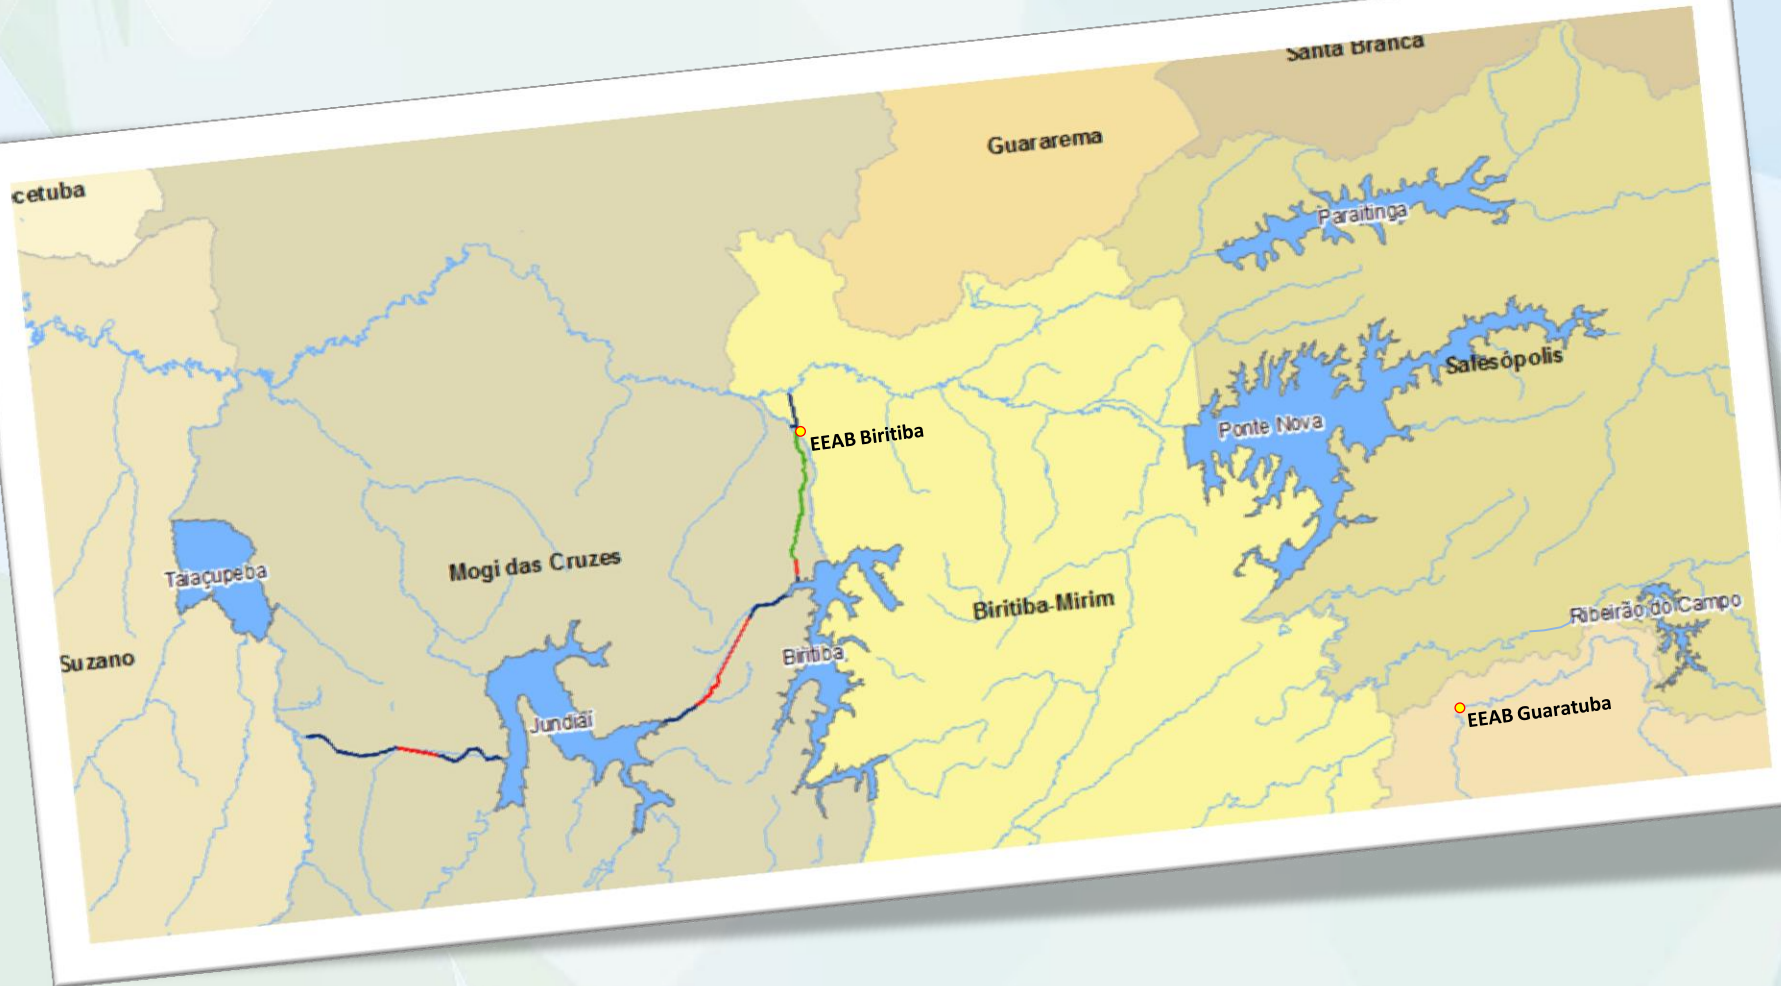 Santa Branca
Guararema
cetuba
Paraitinga
Salesópolis
Ponte Nova
EEAB Biritiba
Mogi das Cruzes
Taiaçupeba
Biritiba-Mirim
Ribeirão do Campo
Suzano
Biritiba
Jundiaí
EEAB Guaratuba